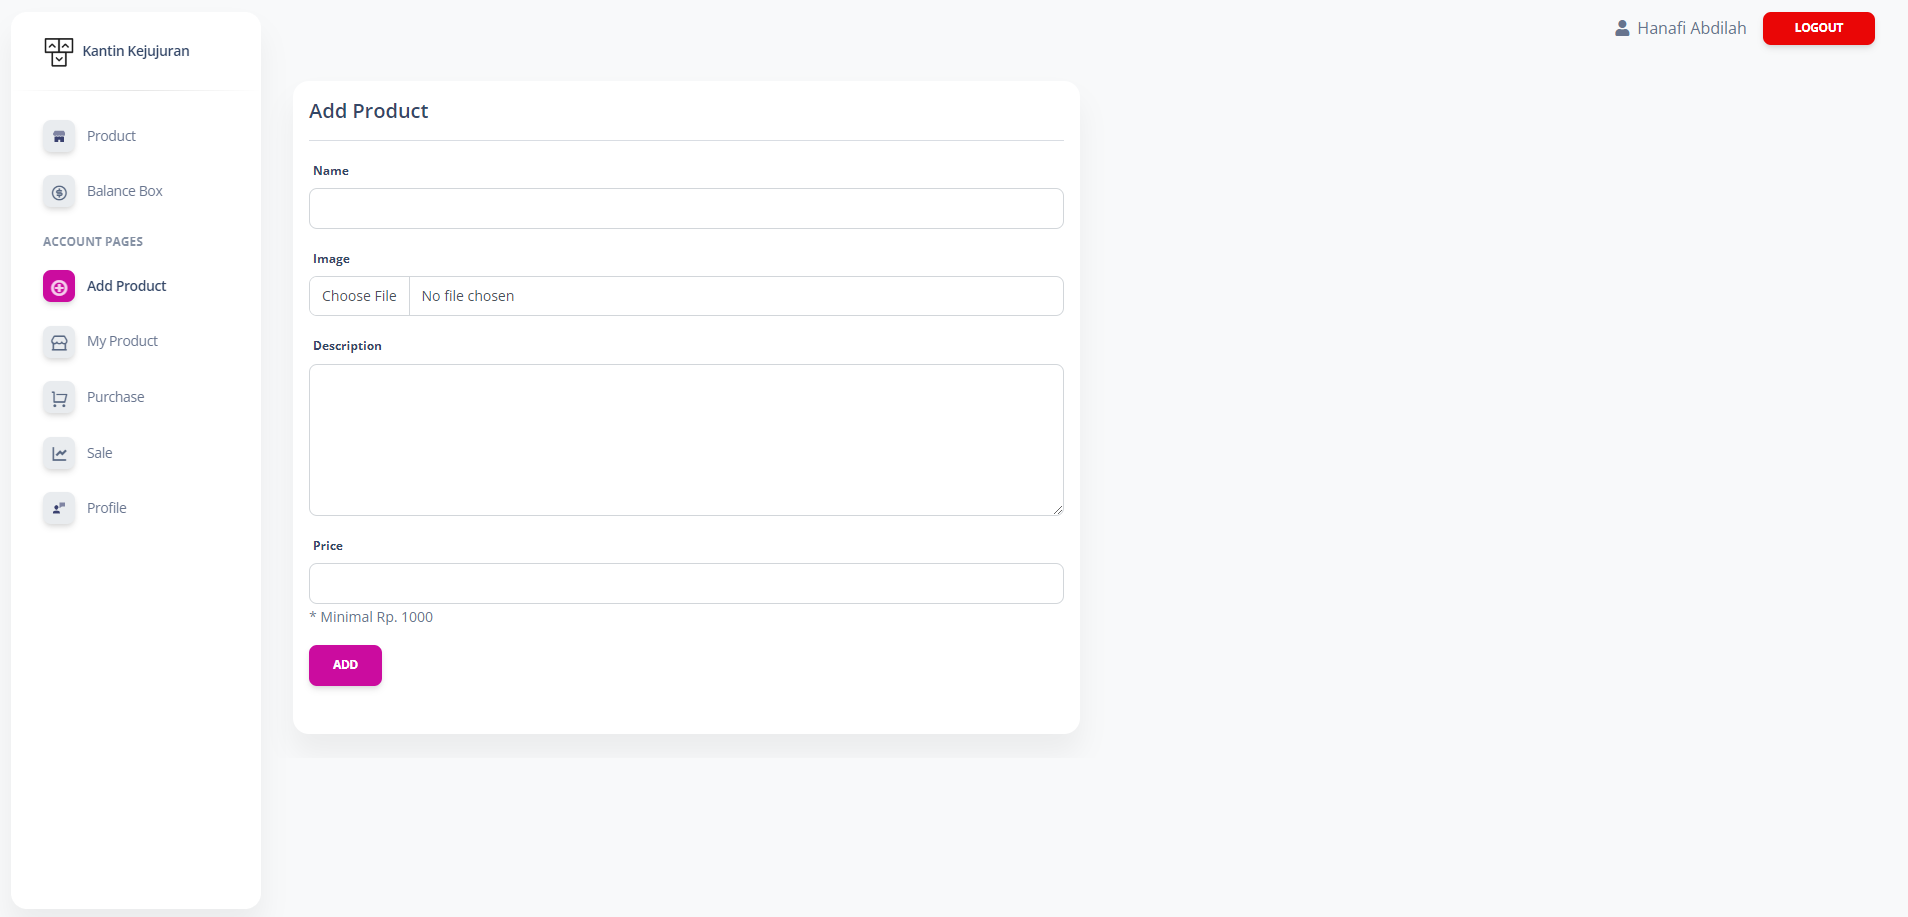 Kantin Kejujuran
Hanafi Abdilah
LOGOUT
Product
Balance Box
ACCOUNT PAGES
Add Product
My Product
Purchase
Sale
Profile
Add Product
Name
Image
Choose File No file chosen
Description
Price
* Minimal Rp. 1000
ADD